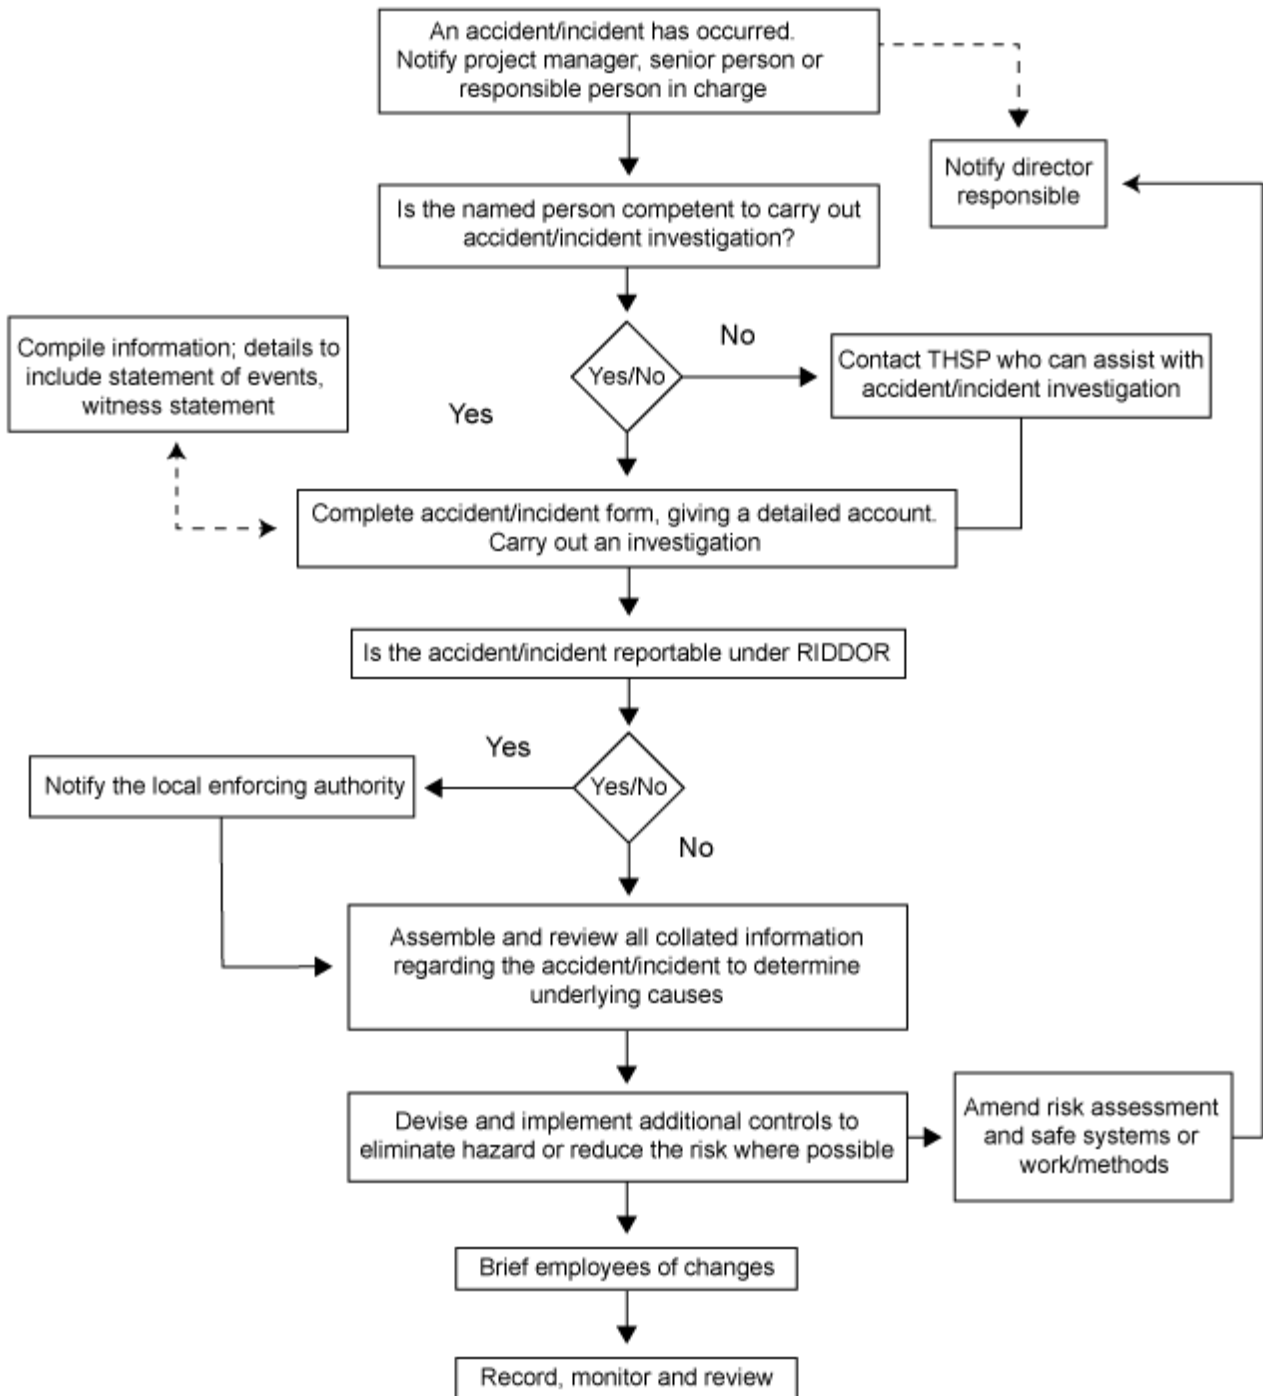 An accident/incident has occurred.
Notify project manager, senior person or
responsible person in charge
Notify director
responsible
Is the named person competent to carry out
accident/incident investigation?
Compile information; details to
include statement of events,
witness statement
Yes/No
No
Yes
Contact THSP who can assist with
accident/incident investigation
Complete accident/incident form, giving a detailed account.
Carry out an investigation
Is the accident/incident reportable under RIDDOR
Yes
Notify the local enforcing authority
Yes/No
No
Assemble and review all collated information
regarding the accident/incident to determine
underlying causes
Devise and implement additional controls to
eliminate hazard or reduce the risk where possible
Amend risk assessment
and safe systems or
work/methods
Brief employees of changes
Record, monitor and review